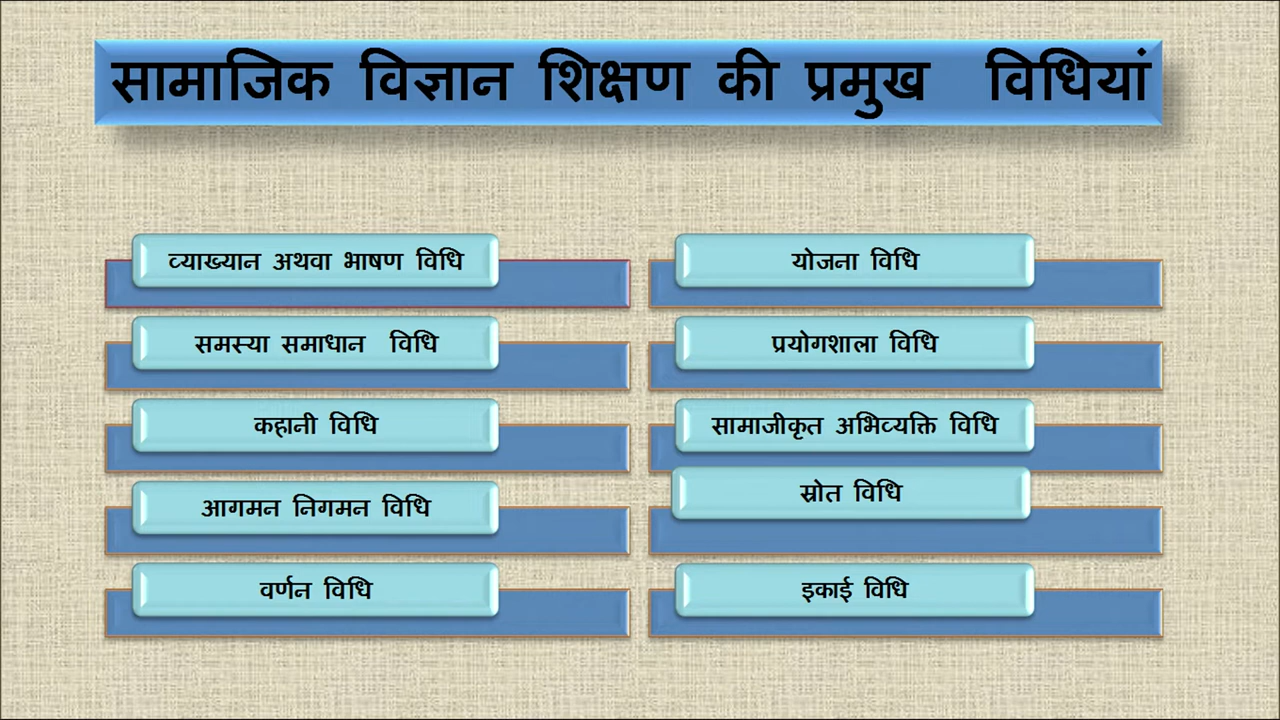 सामाजिक विज्ञान शिक्षण की प्रमुख विधियां
व्याख्यान अथवा भाषण विधि
समस्या समाधान विधि
कहानी विधि
आगमन निगमन विधि
वर्णन विधि
योजना विधि
प्रयोगशाला विधि
सामाजीकृत अभिव्यक्ति विधि
स्रोत विधि
इकाई विधि